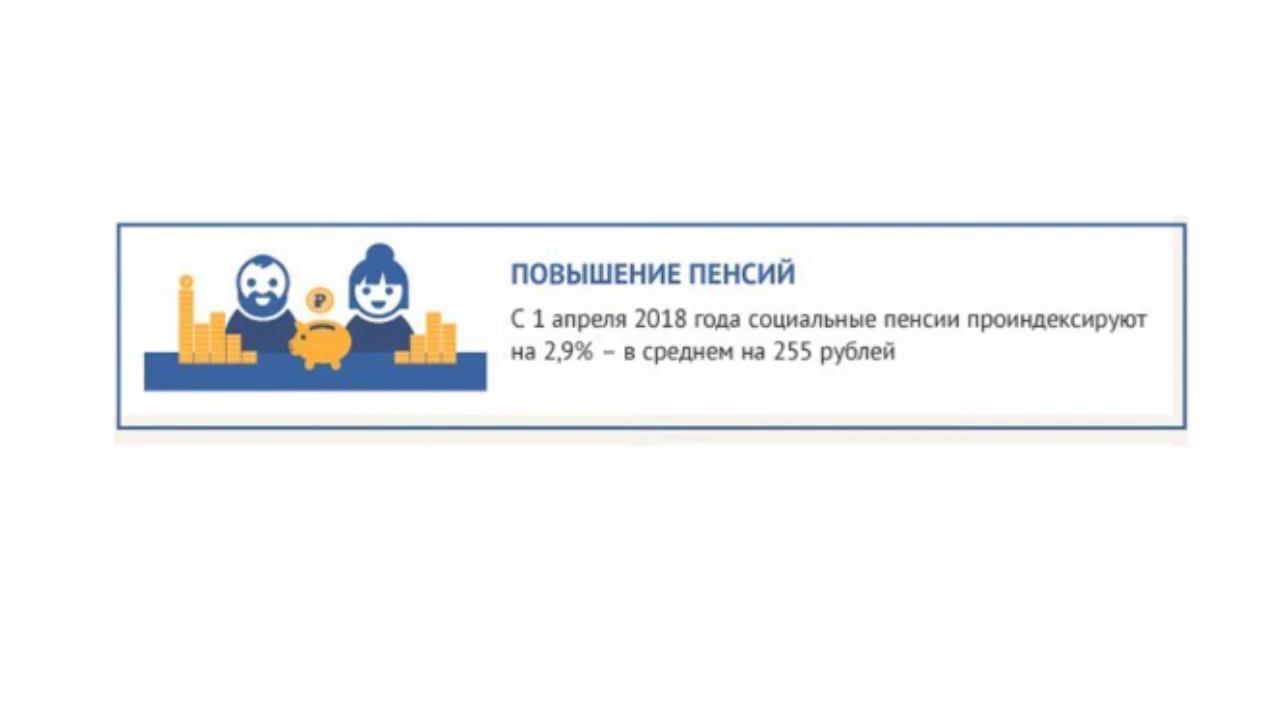 ПОВЫШЕНИЕ ПЕНСИЙ
С 1 апреля 2018 года социальные пенсии проиндексируют
на 2,9% – в среднем на 255 рублей